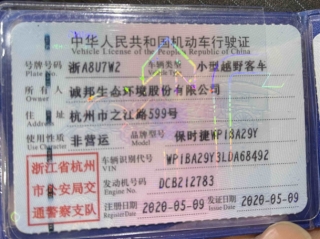 中华人民共和国机动车行驶证
Vehicle License of the People's Republic of China
号牌号码 浙A8U7W2 车辆类型 小型越野客车
Plate No.
所有人 诚邦生态环境股份有限公司
Owner
住址 杭州市之江路599号
Address
使用性质 非营运 品牌型号 保时捷WP1BA29Y
Use Character
车辆识别代号 WP1BA29Y3LDA68492
VIN
浙江省杭州
市公安局交
通警察支队
发动机号码 DCB212783
Engine No.
注册日期 2020-05-09 发证日期 2020-05-09
Register Date Issue Date